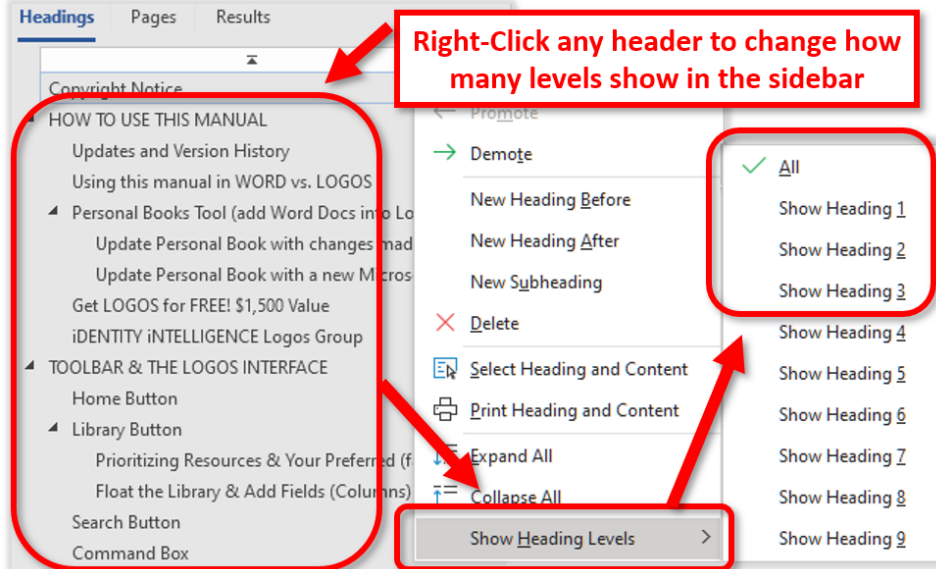 Headings Pages Results
Right-Click any header to change how
many levels show in the sidebar
Copyright Notice
HOW TO USE THIS MANUAL
Updates and Version History
Using this manual in WORD vs. LOGOS
Personal Books Tool (add Word Docs into Lo
Update Personal Book with changes mad
Update Personal Book with a new Micros
Get LOGOS for FREE! $1,500 Value
iDENTITY iNTELLIGENCE Logos Group
TOOLBAR & THE LOGOS INTERFACE
Home Button
Library Button
Prioritizing Resources & Your Preferred (f
Float the Library & Add Fields (Columns)
Search Button
Command Box
Promote
Demote
New Heading Before
New Heading After
New Subheading
Delete
Select Heading and Content
Print Heading and Content
Expand All
Collapse All
Show Heading Levels
All
Show Heading 1
Show Heading 2
Show Heading 3
Show Heading 4
Show Heading 5
Show Heading 6
Show Heading 7
Show Heading 8
Show Heading 9